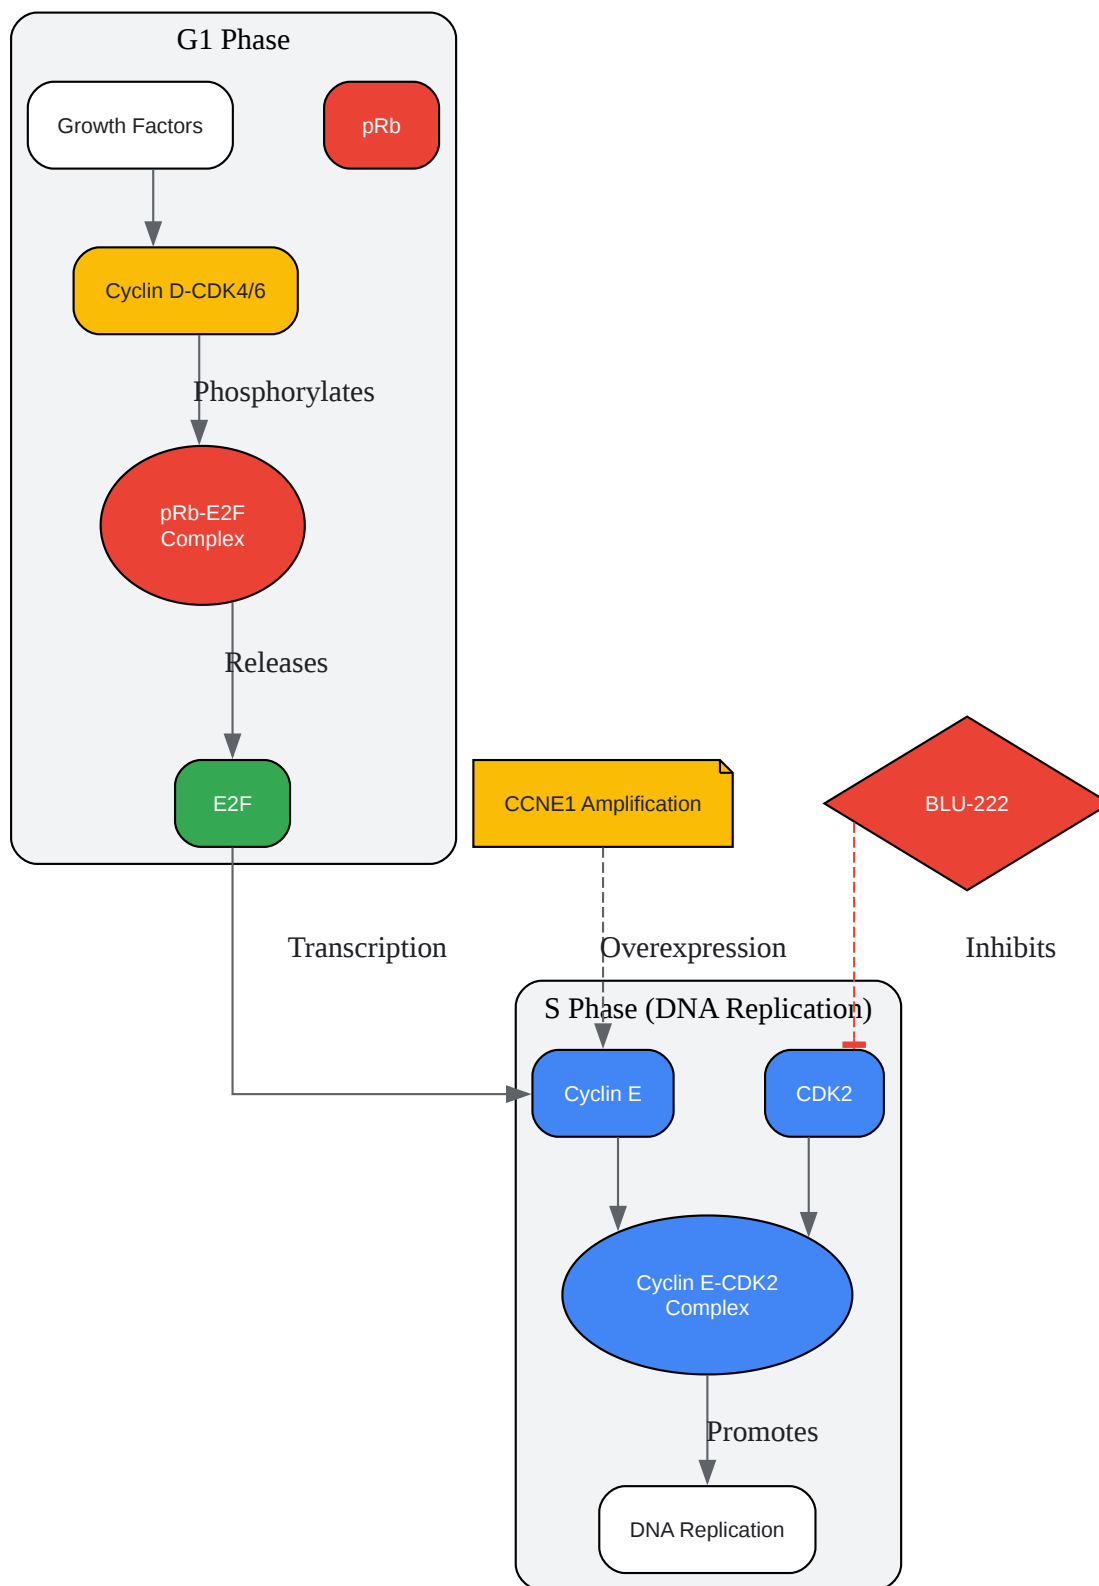 G1 Phase
Growth Factors
pRb
Cyclin D-CDK4/6
Phosphorylates
pRb-E2F
Complex
Releases
E2F
CCNE1 Amplification
BLU-222
Transcription
Overexpression
Inhibits
S Phase (DNA Replication)
Cyclin E
CDK2
Cyclin E-CDK2
Complex
Promotes
DNA Replication